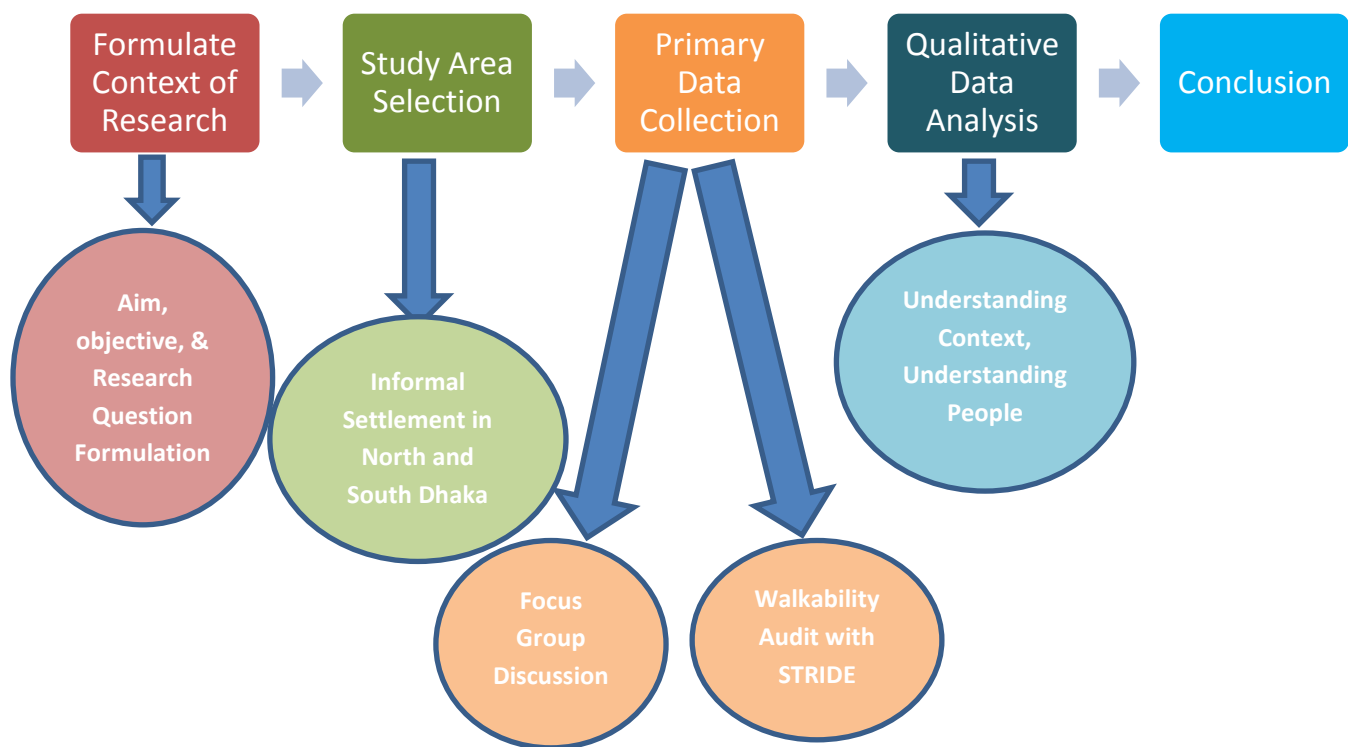 Formulate
Context of
Research
Study Area
Selection
Primary
Data
Collection
Qualitative
Data
Analysis
Conclusion
Aim,
objective, &
Research
Question
Formulation
Informal
Settlement in
North and
South Dhaka
Focus
Group
Discussion
Walkability
Audit with
STRIDE
Understanding
Context,
Understanding
People